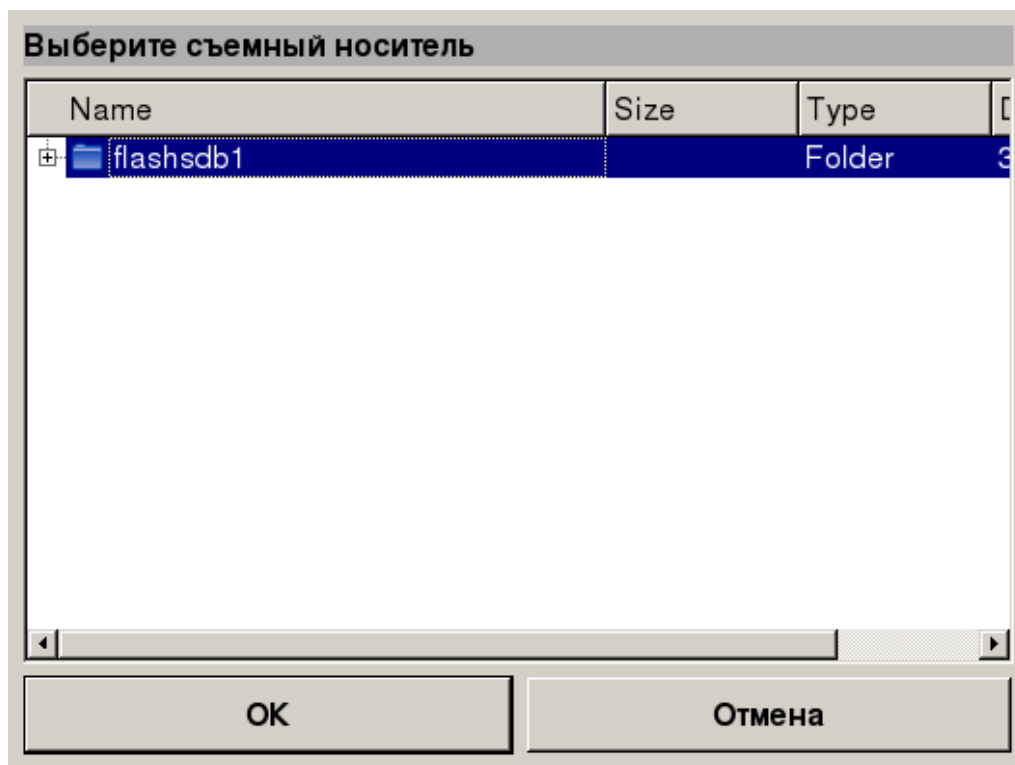 Выберите съемный носитель
Name Size Type
flashsdb1 Folder
OK Отмена